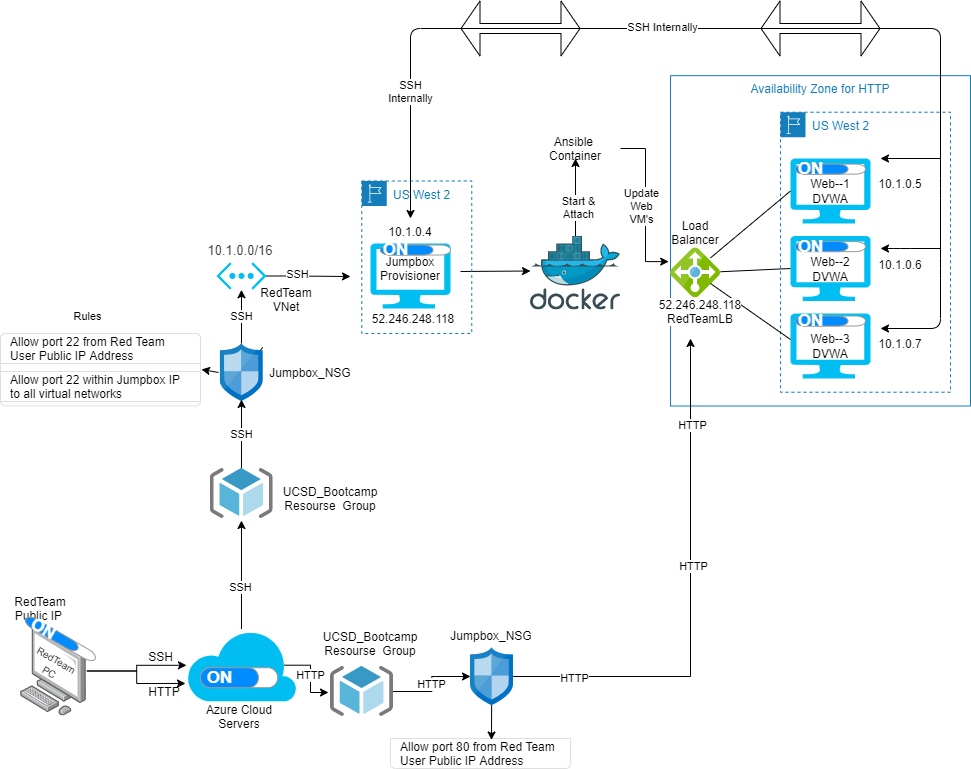 SSH Internally
SSH
Internally
Availability Zone for HTTP
US West 2
Ansible
Container
ON
Web--1
DVWA
10.1.0.5
US West 2
Start &
Attach
Update
Web
VM's
Load
Balancer
10.1.0.4
ON
Jumpbox
Provisioner
52.246.248.118
10.1.0.0/16
SSH
RedTeam
VNet
docker
ON
Web--2
DVWA
10.1.0.6
52.246.248.118
RedTeamLB
ON
Web--3
DVWA
10.1.0.7
SSH
Rules
Allow port 22 from Red Team
User Public IP Address
Allow port 22 within Jumpbox IP
to all virtual networks
Jumpbox_NSG
HTTP
SSH
UCSD_Bootcamp
Resourse Group
HTTP
SSH
RedTeam
Public IP
ON
RedTeam
PC
SSH
HTTP
ON
Azure Cloud
Servers
HTTP
UCSD_Bootcamp
Resourse Group
HTTP
Jumpbox_NSG
HTTP
Allow port 80 from Red Team
User Public IP Address